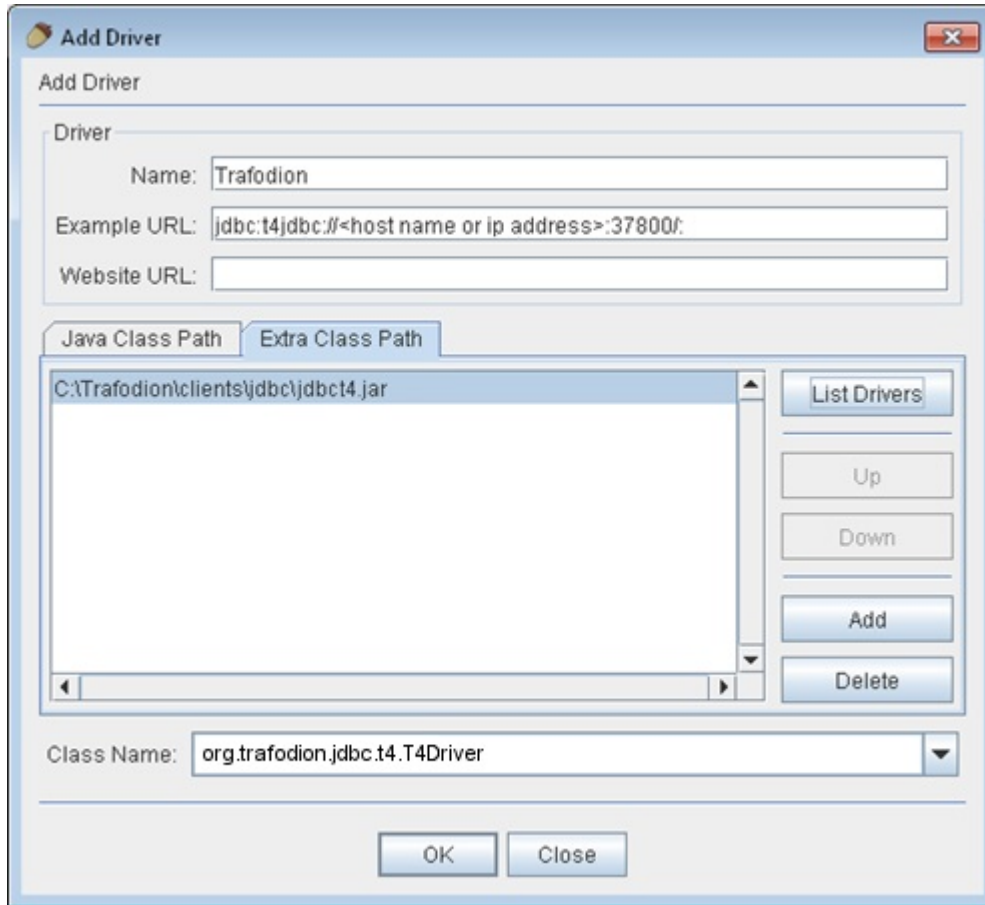 Add Driver
Add Driver
Driver
Name: Trafodion
Example URL: jdbc:t4jdbc://<host name or ip address>:37800/:
Website URL:
Java Class Path Extra Class Path
C:\Trafodion\clients\jdbc\jdbct4.jar
List Drivers
Up
Down
Add
Delete
Class Name: org.trafodion.jdbc.t4.T4Driver
OK Close